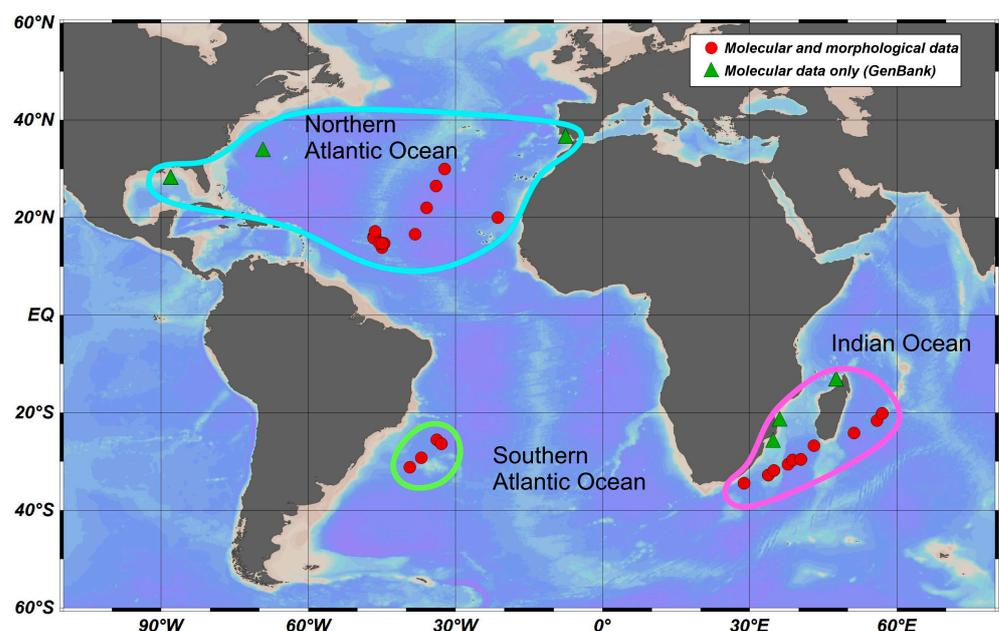 60°N
Molecular and morphological data
Molecular data only (GenBank)
40°N
Northern
Atlantic Ocean
20°N
EQ
Indian Ocean
20°S
Southern
Atlantic Ocean
40°S
60°S
90°W 60°W 30°W 0° 30°E 60°E